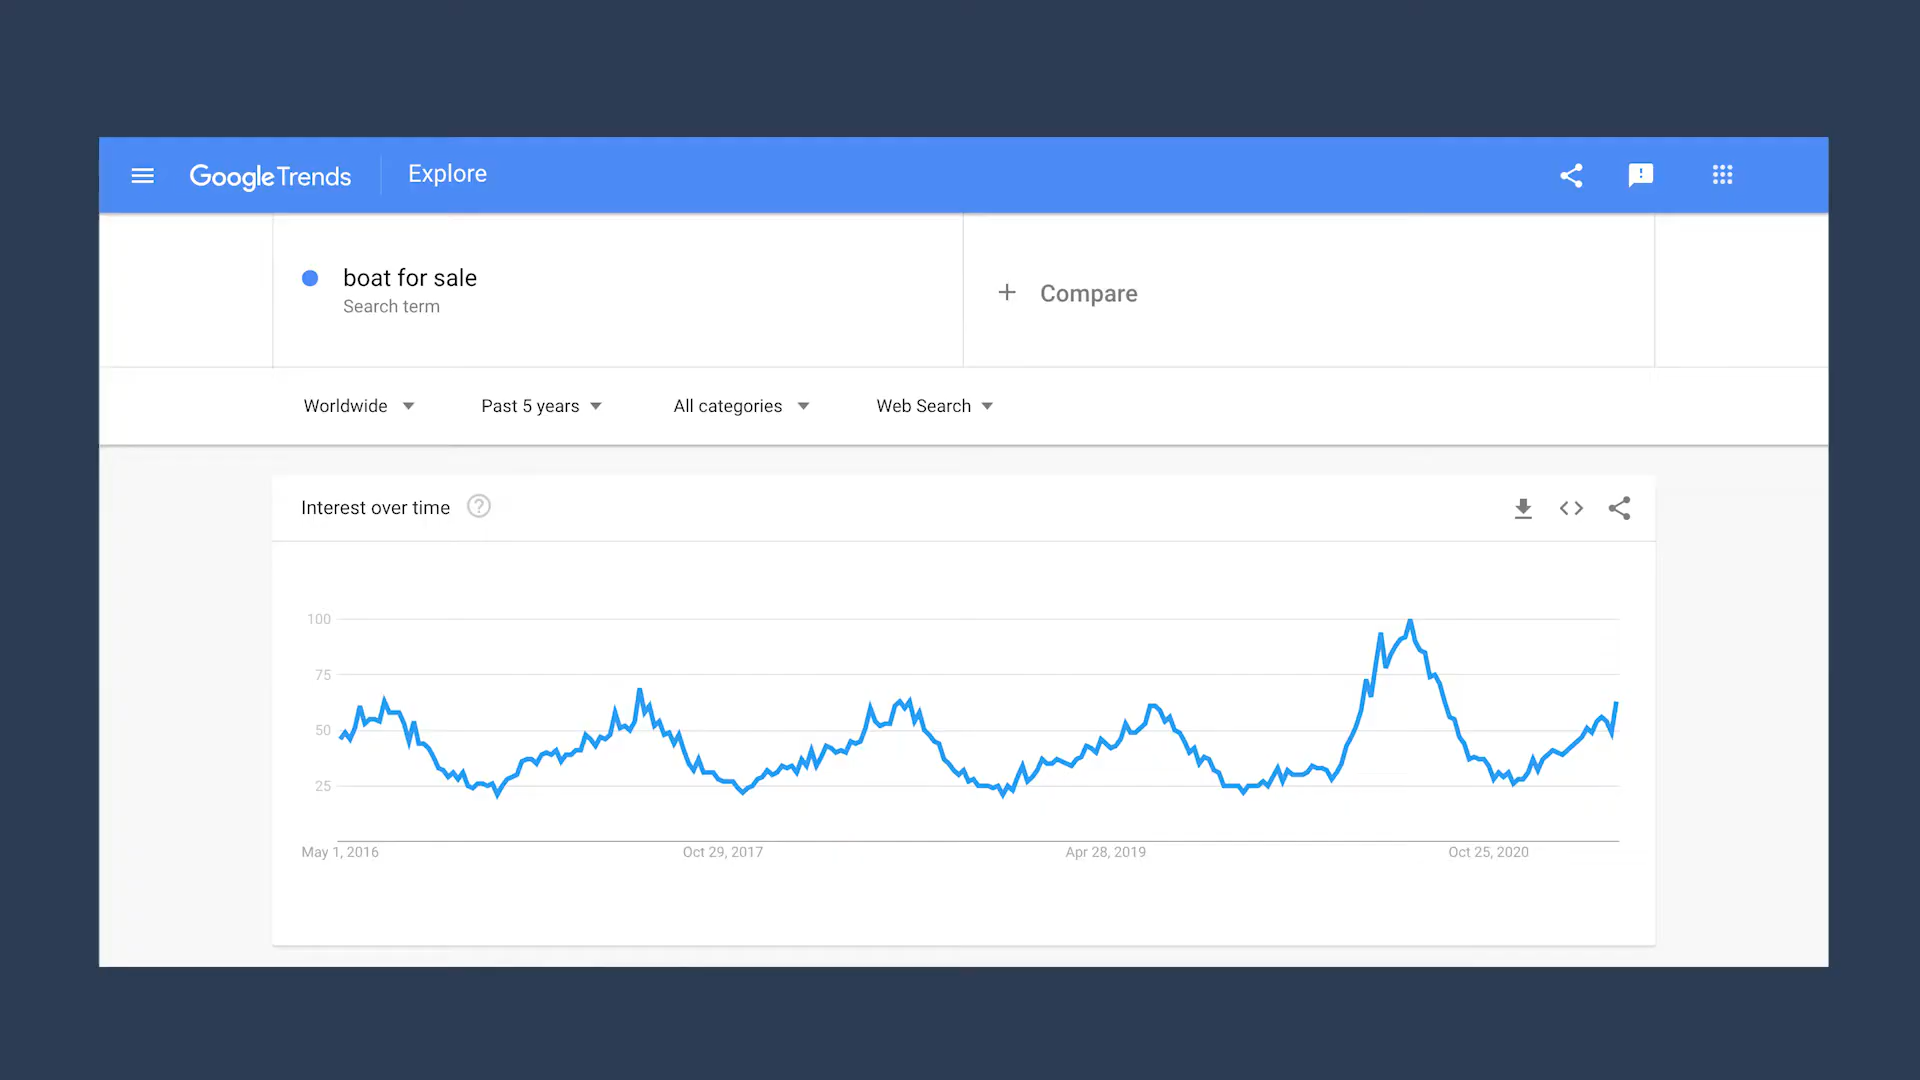 Google Trends
Explore
boat for sale
Search term
+ Compare
Worldwide
Past 5 years
All categories
Web Search
Interest over time
100
75
50
25
May 1, 2016
Oct 29, 2017
Apr 28, 2019
Oct 25, 2020